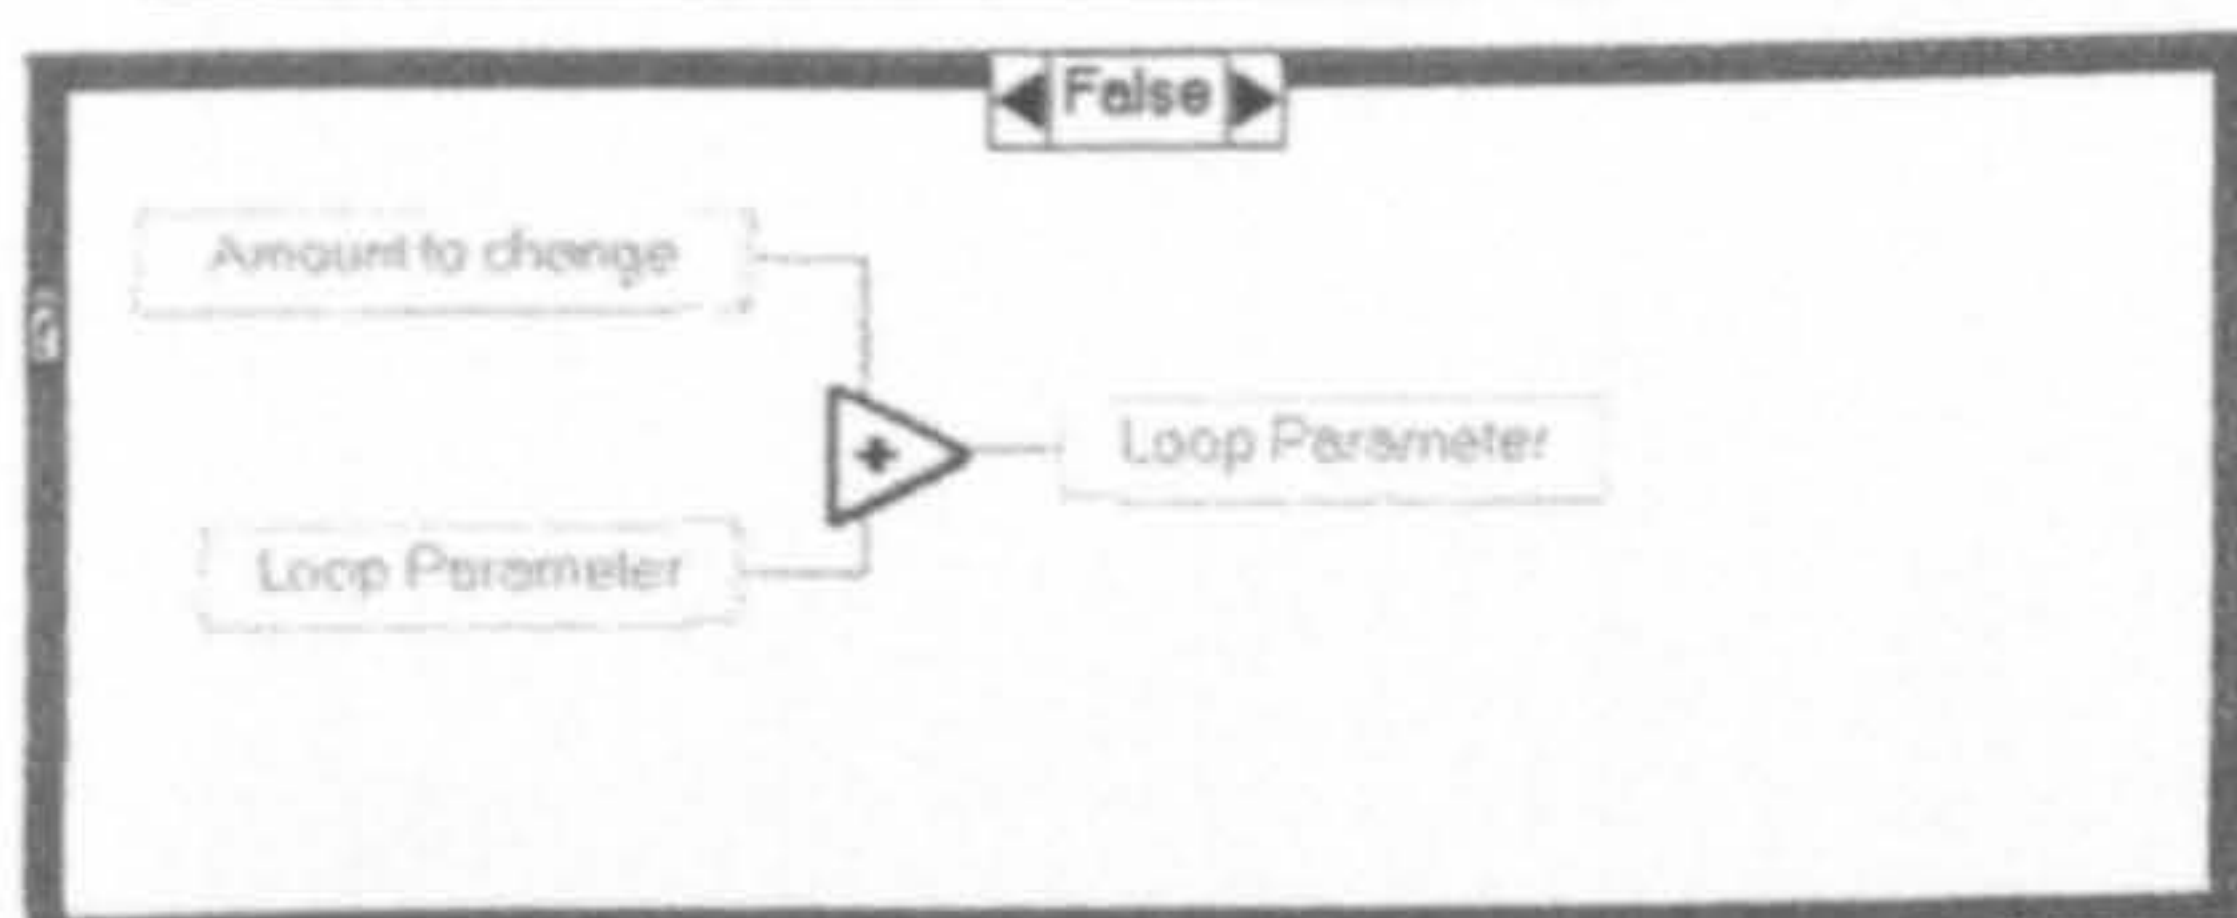 False
Amount to change
+
Loop Parameter
Loop Parameter